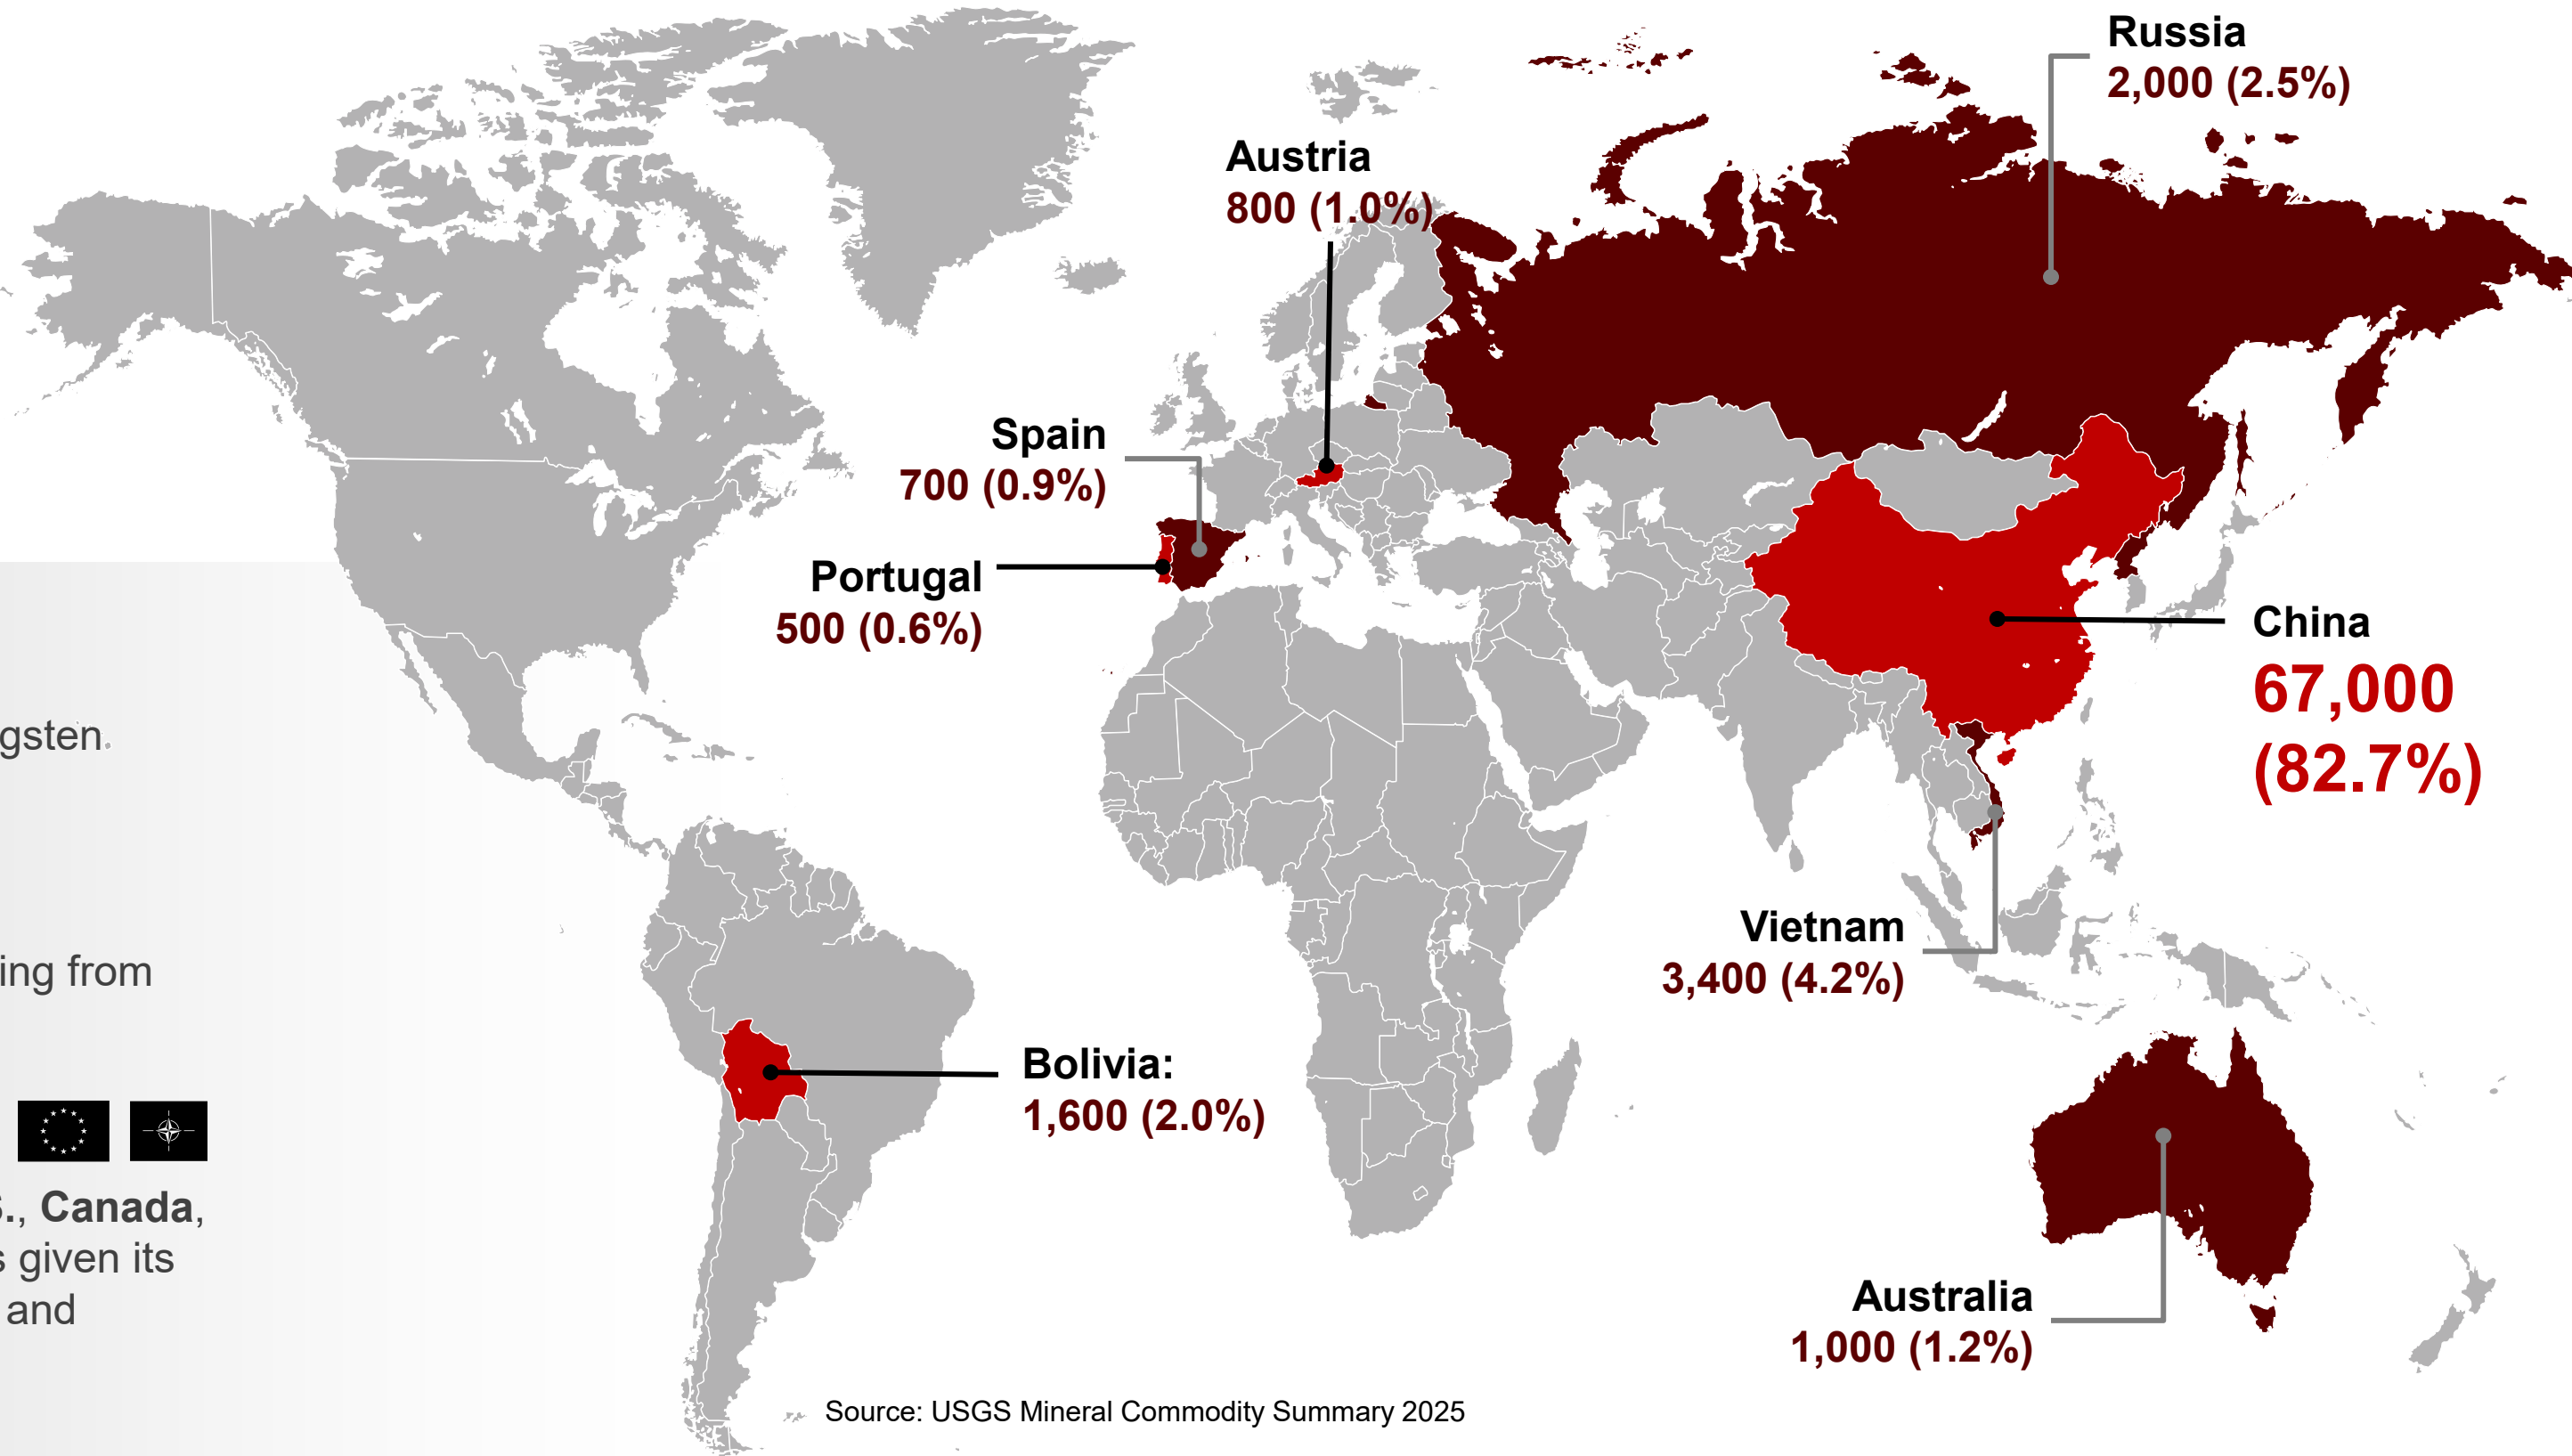 Russia
2,000 (2.5%)
Austria
800 (1.0%)
Spain
700 (0.9%)
Portugal
500 (0.6%)
China
67,000
(82.7%)
Vietnam
3,400 (4.2%)
Bolivia:
1,600 (2.0%)
Australia
1,000 (1.2%)
gsten.
ing from
S., Canada,
s given its
and
Source: USGS Mineral Commodity Summary 2025